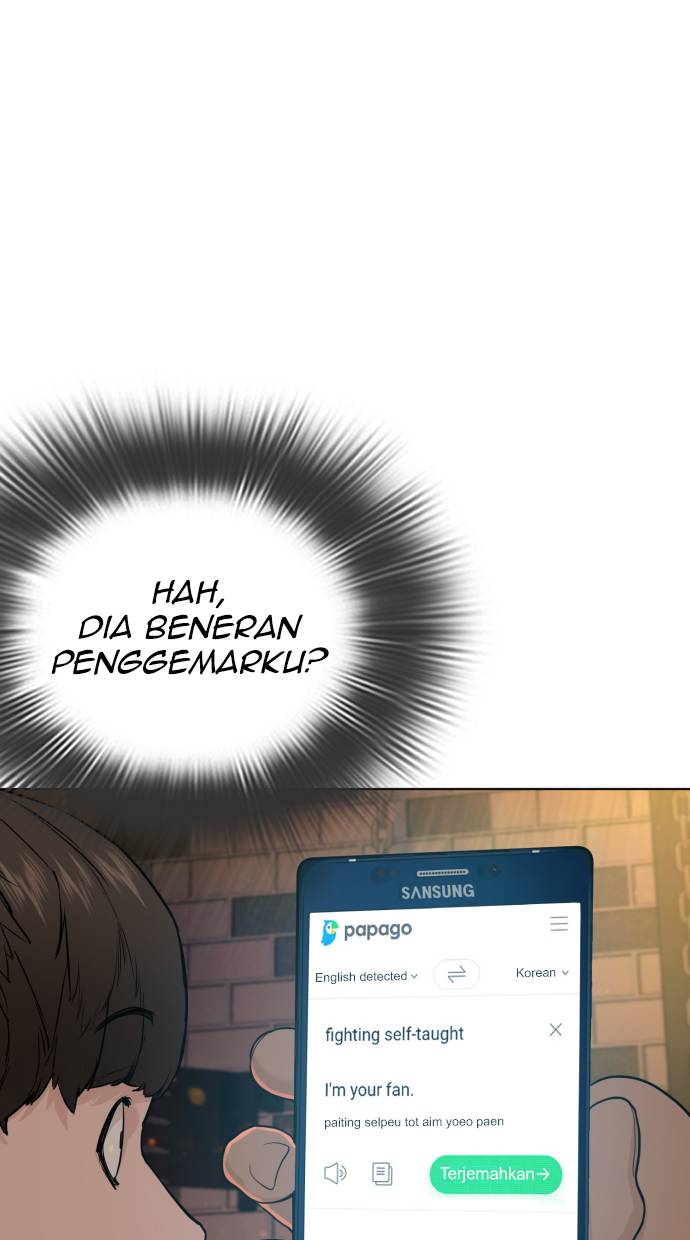 HAH,
DIA BENERAN
PENGGEMARKU?
SANSUNG
papago
English detected
Korean
fighting self-taught
I'm your fan.
paiting selpeu tot aim yoeo paen
Terjemahkan→